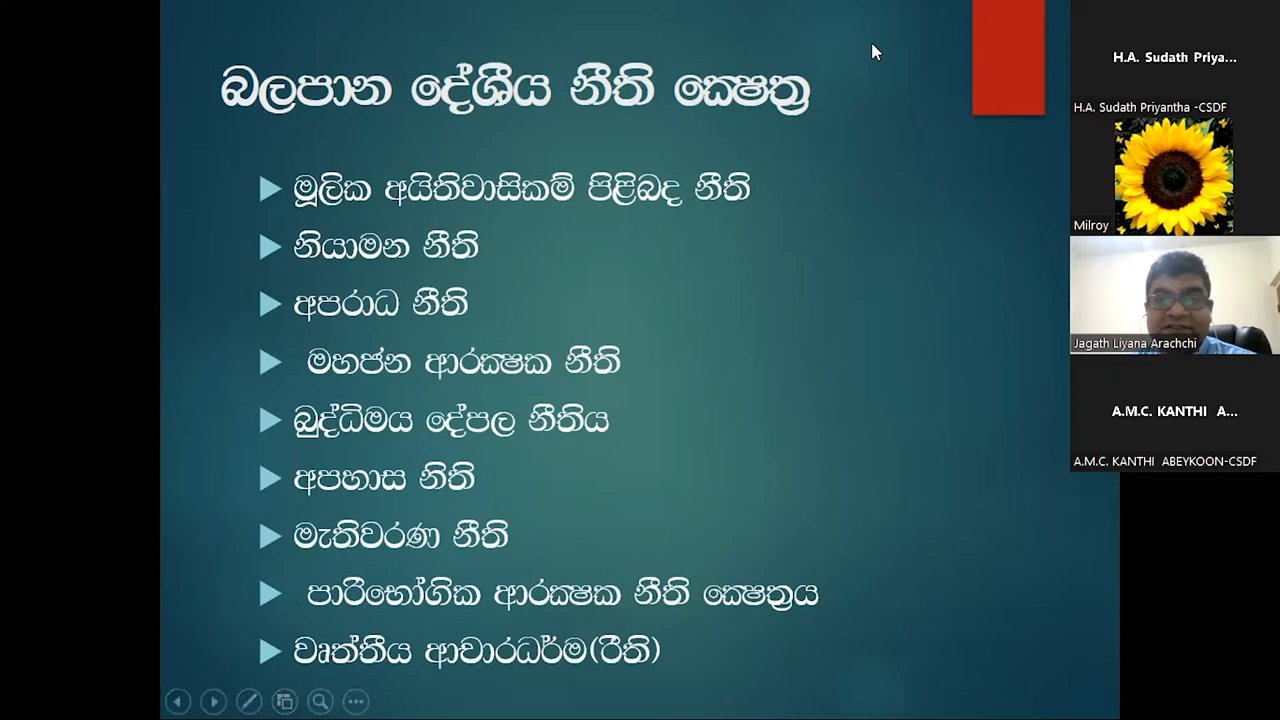 බලපාන දේශීය නීති ක්‍ෂෙත්‍ර
මූලික අයිතිවාසිකම් පිළිබද නීති
නියාමන නීති
අපරාධ නීති
මහජන ආරක්‍ෂක නීති
බුද්ධිමය දේපල නීතිය
අපහාස නිති
මැතිවරණ නීති
පාරිභෝගික ආරක්‍ෂක නීති ක්‍ෂෙත්‍රය
වෘත්තීය ආචාරධර්ම(රීති)
H.A. Sudath Priya...
H.A. Sudath Priyantha -CSDF
Milroy
Jagath Liyana Arachchi
A.M.C. KANTHI A...
A.M.C. KANTHI ABEYKOON-CSDF